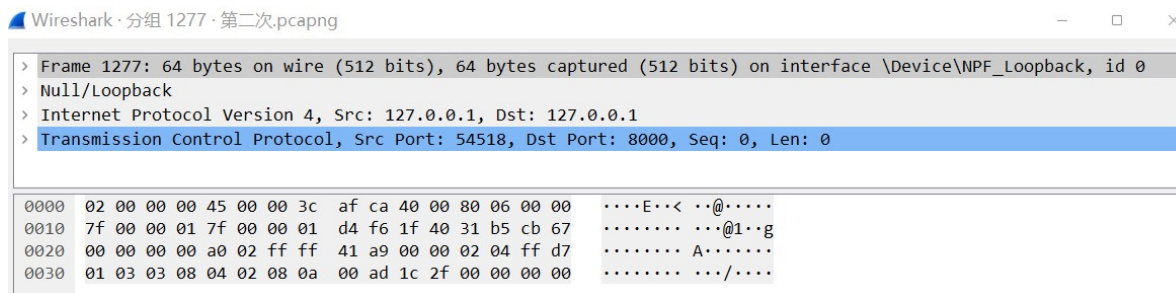 Wireshark · 分组 1277 · 第二次.pcapng
> Frame 1277: 64 bytes on wire (512 bits), 64 bytes captured (512 bits) on interface \Device\NPF_Loopback, id 0
> Null/Loopback
> Internet Protocol Version 4, Src: 127.0.0.1, Dst: 127.0.0.1
> Transmission Control Protocol, Src Port: 54518, Dst Port: 8000, Seq: 0, Len: 0
0000 02 00 00 00 45 00 00 3c af ca 40 00 80 06 00 00 ····E··< ··@·····
0010 7f 00 00 01 7f 00 00 01 d4 f6 1f 40 31 b5 cb 67 ········ ···@1··g
0020 00 00 00 00 a0 02 ff ff 41 a9 00 00 02 04 ff d7 ········ A·······
0030 01 03 03 08 04 02 08 0a 00 ad 1c 2f 00 00 00 00 ········ ···/····